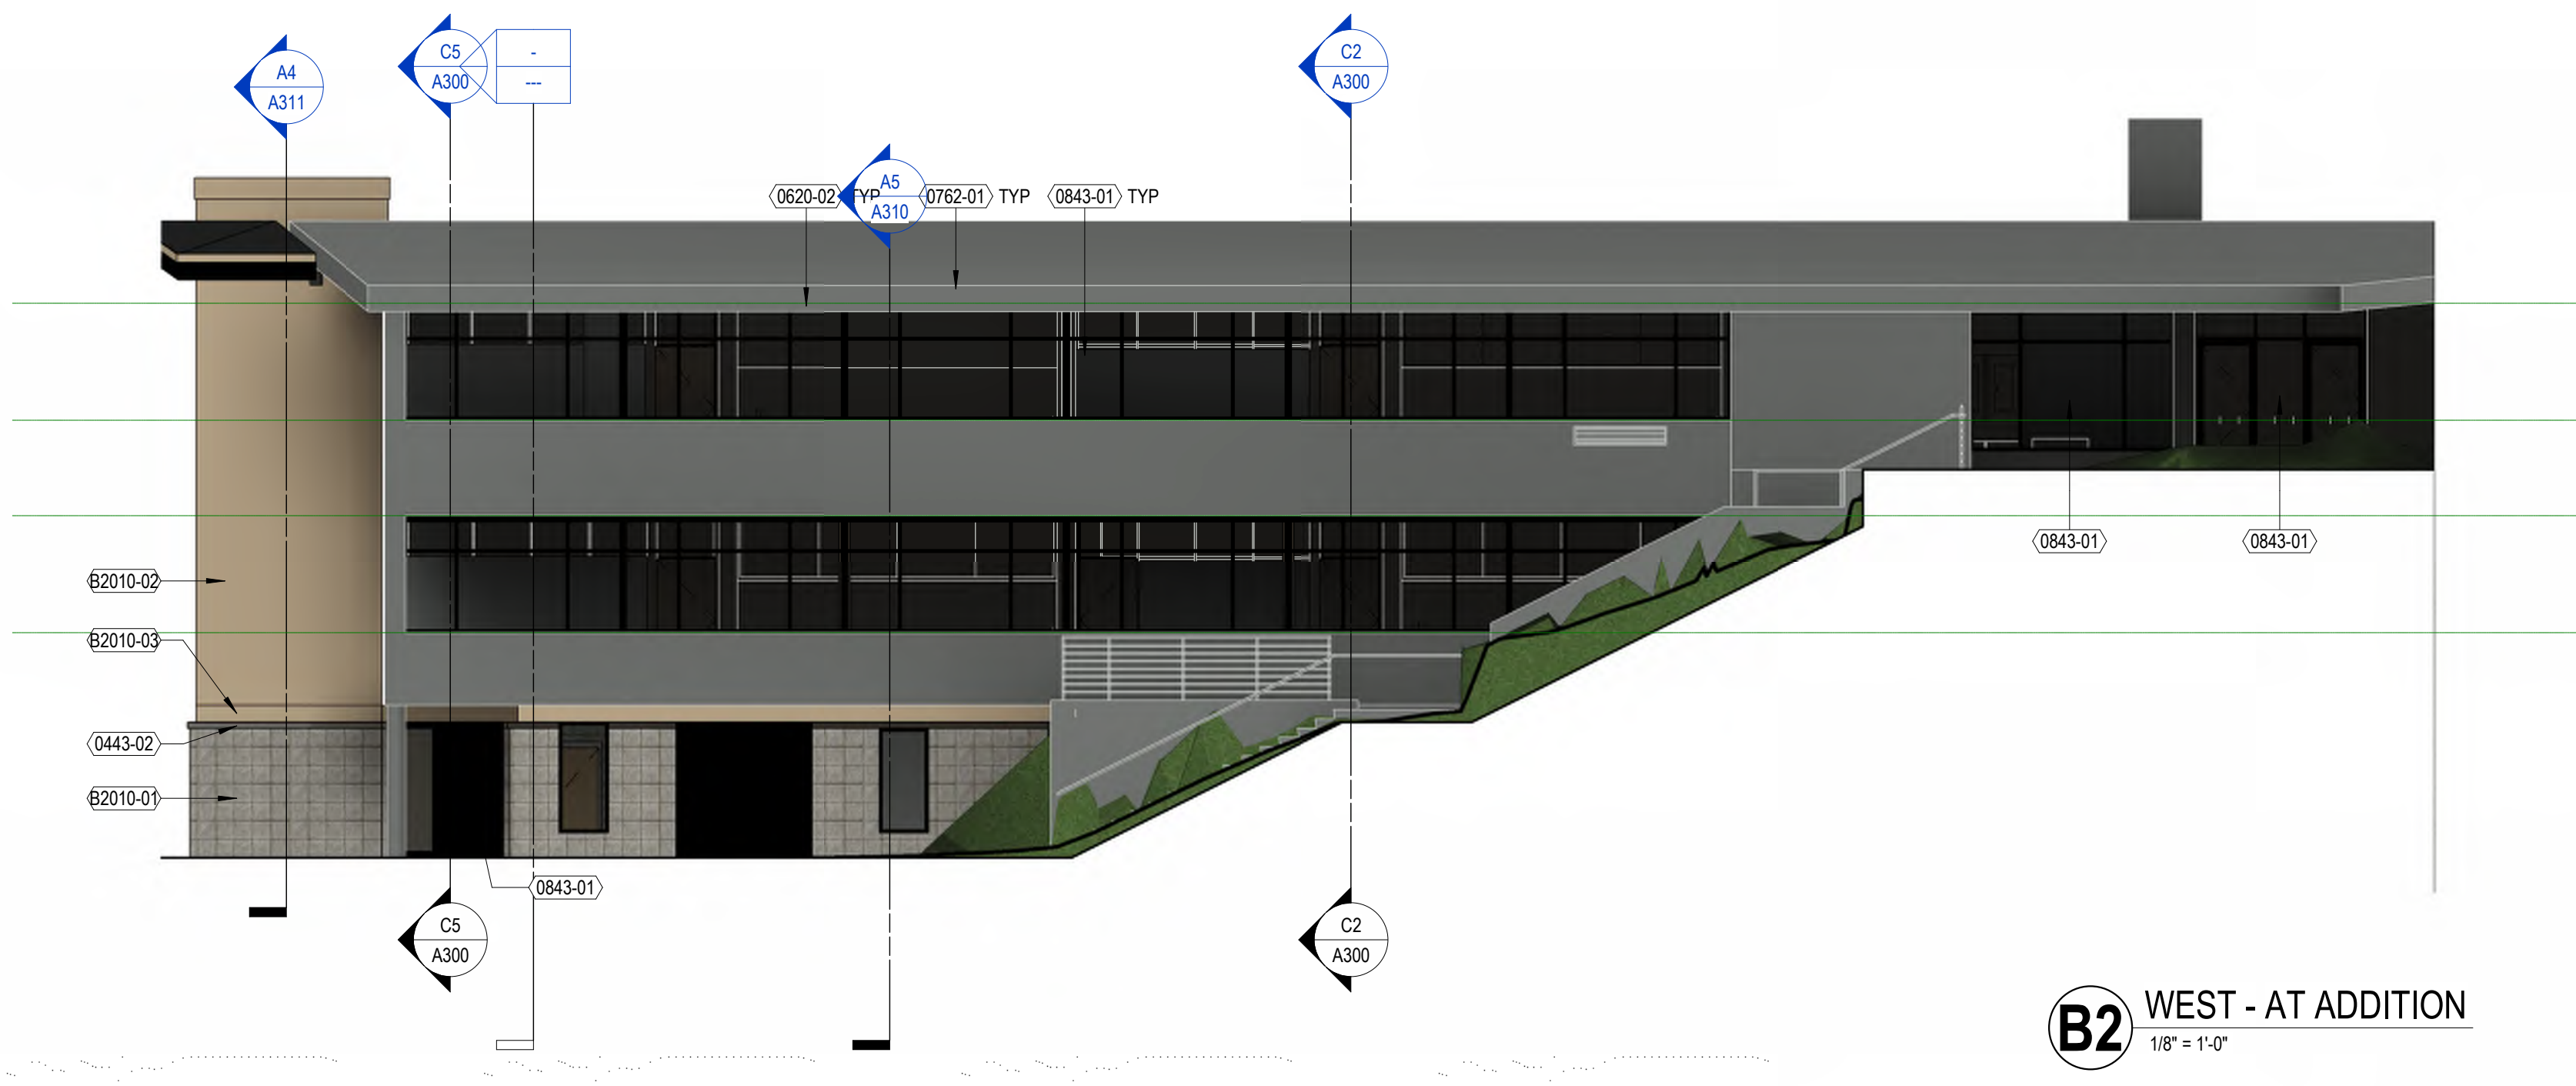 C5
-
C2
A4
A300
---
A300
A311
A5
0620-02 TYP
0762-01 TYP
0843-01 TYP
A310
0843-01
0843-01
B2010-02
B2010-03
0443-02
B2010-01
0843-01
C5
A300
C2
A300
B2
WEST - AT ADDITION
1/8" = 1'-0"